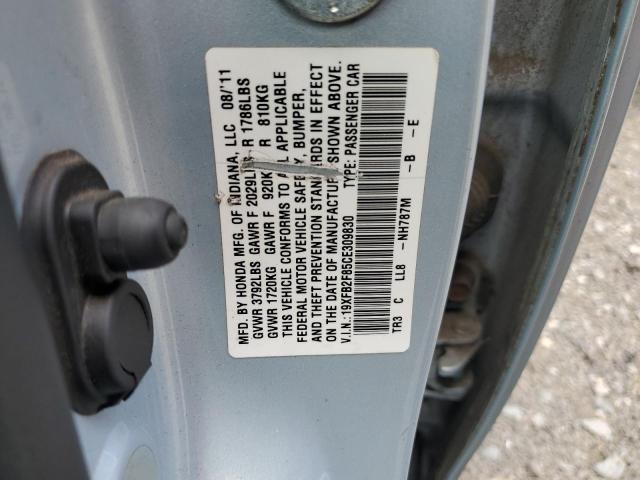 MFD. BY HONDA MFG. OF INDIANA, LLC 08/'11
GVWR 3792LBS GAWR F 2029LBS R 1786LBS
GVWR 1720KG GAWR F 920KG R 810KG
THIS VEHICLE CONFORMS TO ALL APPLICABLE
FEDERAL MOTOR VEHICLE SAFETY, BUMPER,
AND THEFT PREVENTION STANDARDS IN EFFECT
ON THE DATE OF MANUFACTURE SHOWN ABOVE.
V.I.N.: 19XFB2F85CE309830 TYPE: PASSENGER CAR
TR3 C LL8 -NH787M -B -E